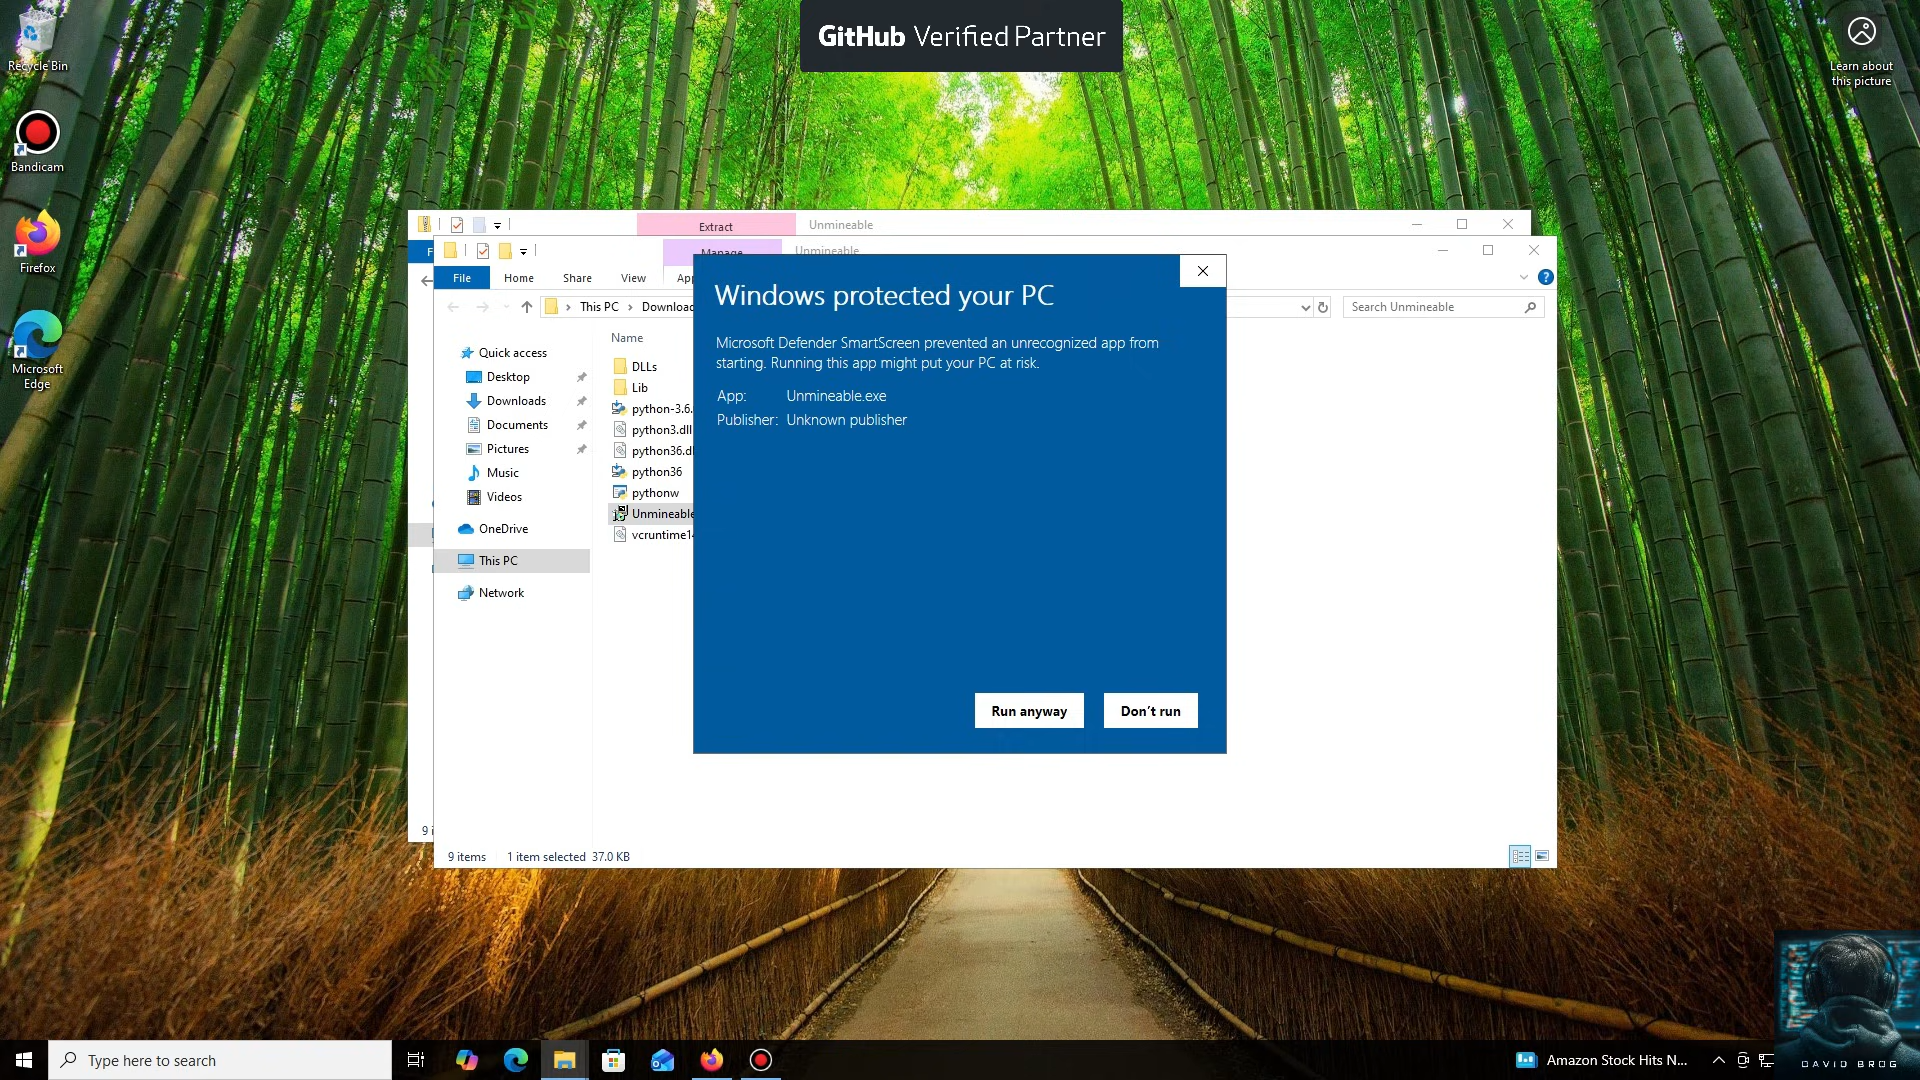 GitHub Verified Partner
Recycle Bin
Learn about
this picture
Bandicam
Firefox
Microsoft
Edge
Extract
Unmineable
Manage
Unmineable
File
Home
Share
View
This PC
Search Unmineable
Name
Quick access
Desktop
Downloads
Documents
Pictures
Music
Videos
OneDrive
This PC
Network
DLLs
Lib
python-3.6.
python3.dll
python36
pythonw
Unmineable
Windows protected your PC
Microsoft Defender SmartScreen prevented an unrecognized app from
starting. Running this app might put your PC at risk.
App: Unmineable.exe
Publisher: Unknown publisher
Run anyway
Don't run
9 items
1 item selected 37.0 KB
Type here to search
Amazon Stock Hits N...
DAVID BROG